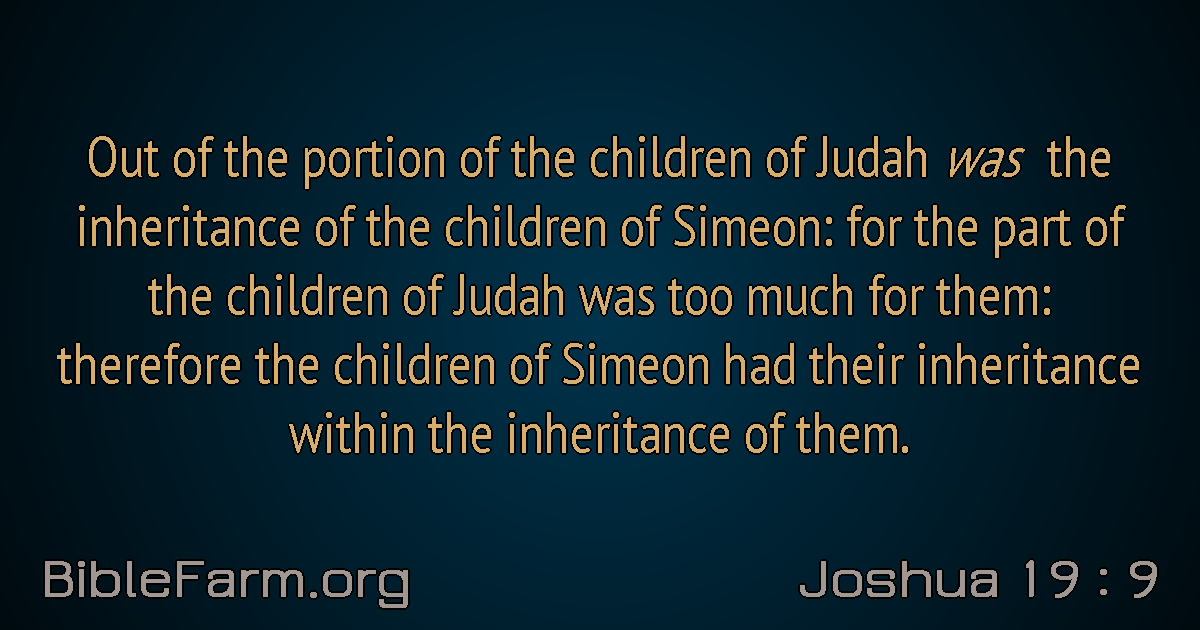 Out of the portion of the children of Judah was the
inheritance of the children of Simeon: for the part of
the children of Judah was too much for them:
therefore the children of Simeon had their inheritance
within the inheritance of them.
BibleFarm.org
Joshua 19 : 9